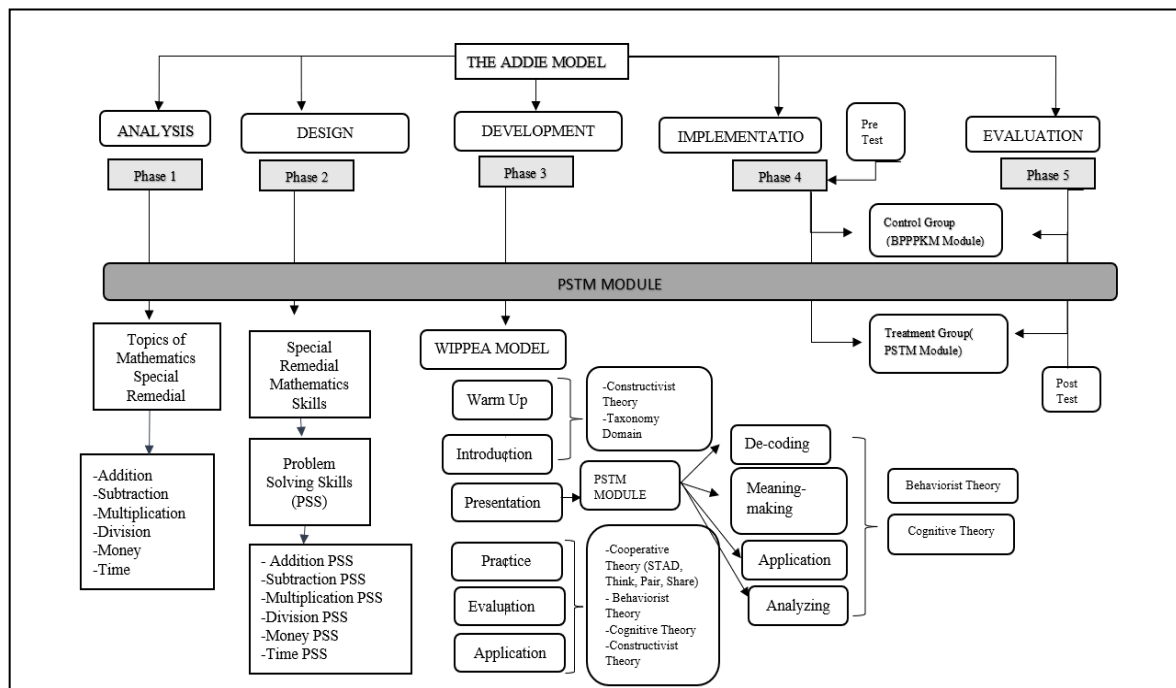 THE ADDIE MODEL
ANALYSIS
DESIGN
DEVELOPMENT
IMPLEMENTATIO
Pre
Test
EVALUATION
Phase 1
Phase 2
Phase 3
Phase 4
Phase 5
Control Group
(BPPPKM Module)
PSTM MODULE
Topics of
Mathematics
Special
Remedial
-Addition
-Subtraction
-Multiplication
-Division
-Money
-Time
Special
Remedial
Mathematics
Skills
Problem
Solving Skills
(PSS)
- Addition PSS
-Subtraction PSS
-Multiplication PSS
-Division PSS
-Money PSS
-Time PSS
WIPPEA MODEL
Warm Up
Introduction
Presentation
Practice
Evaluation
Application
-Constructivist
Theory
-Taxonomy
Domain
PSTM
MODULE
-Cooperative
Theory (STAD,
Think, Pair, Share)
- Behaviorist
Theory
-Cognitive Theory
-Constructivist
Theory
De-coding
Meaning-
making
Application
Analyzing
Treatment Group(
PSTM Module)
Post
Test
Behaviorist Theory
Cognitive Theory